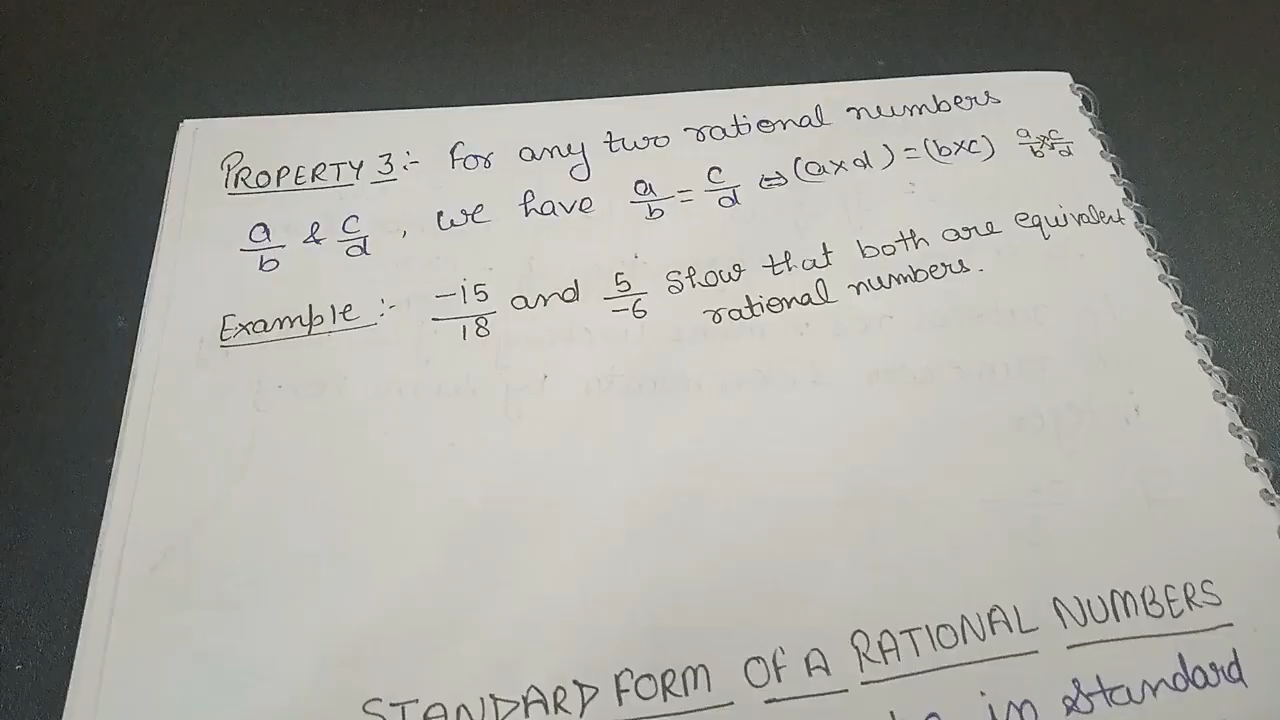 PROPERTY 3:- For any two rational numbers
a/b & c/d, we have a/b = c/d ⇔ (a×d) = (b×c) a/b × c/d
Example:- -15/18 and 5/-6 show that both are equivalent
rational numbers.
STANDARD FORM OF A RATIONAL NUMBERS
in standard